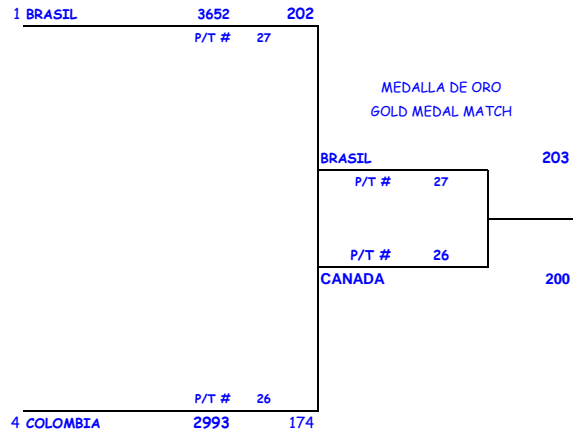 1 BRASIL 3652 202
P/T # 27
MEDALLA DE ORO
GOLD MEDAL MATCH
BRASIL 203
P/T # 27
P/T # 26
CANADA 200
P/T # 26
4 COLOMBIA 2993 174